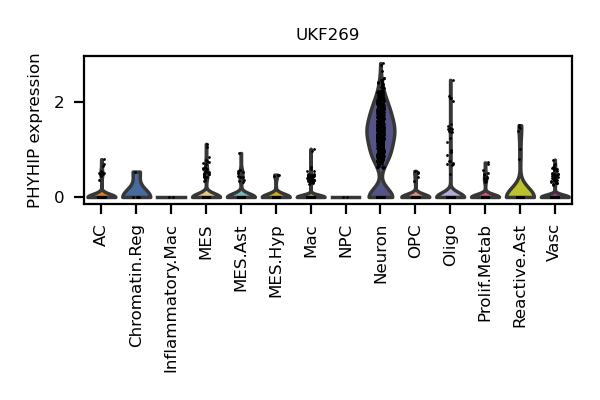 UKF269
PHYHIP expression
2
0
AC
Chromatin.Reg
Inflammatory.Mac
MES
MES.Ast
MES.Hyp
Mac
NPC
Neuron
OPC
Oligo
Prolif.Metab
Reactive.Ast
Vasc